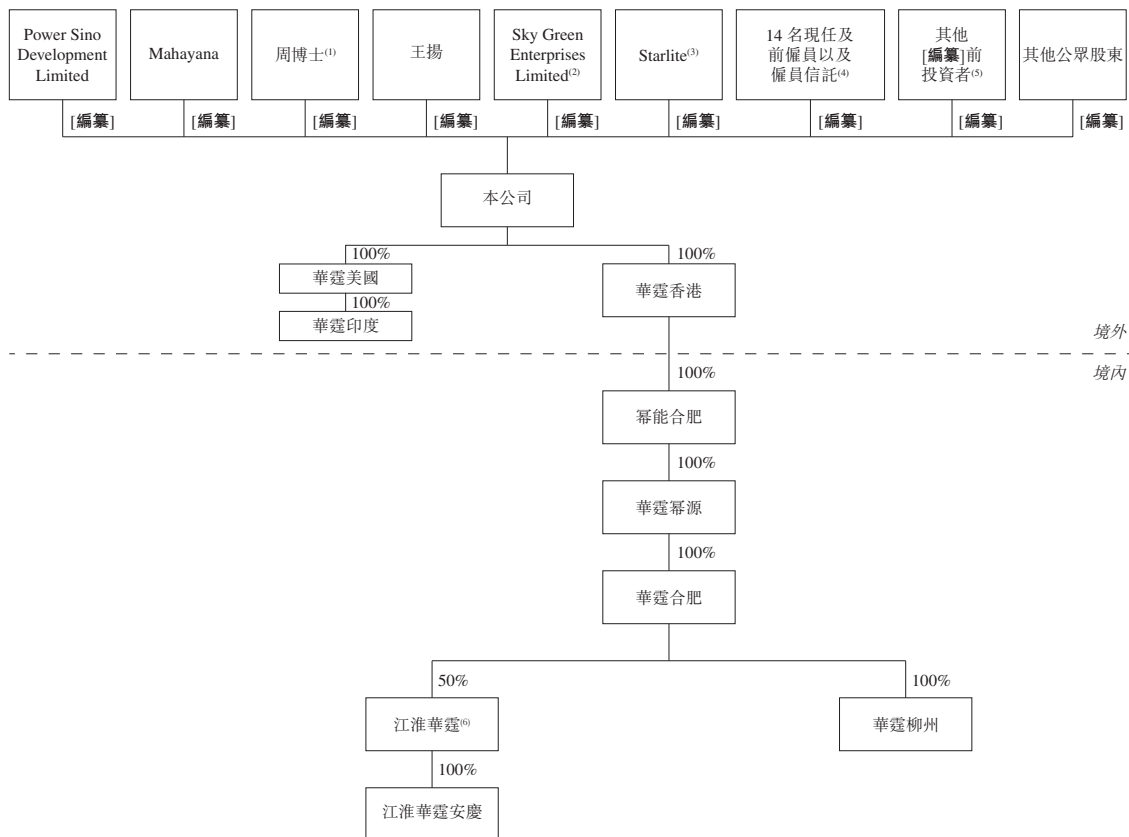 Power Sino
Development
Limited
Mahayana
周博士(1)
王揚
Sky Green
Enterprises
Limited(2)
Starlite(3)
14 名現任及
前僱員以及
僱員信託(4)
其他
[編纂]前
投資者(5)
其他公眾股東
[編纂]
[編纂]
[編纂]
[編纂]
[編纂]
[編纂]
[編纂]
[編纂]
[編纂]
本公司
100%
100%
華霆美國
華霆香港
100%
華霆印度
境外
境內
100%
冪能合肥
100%
華霆冪源
100%
華霆合肥
50%
100%
江淮華霆(6)
華霆柳州
100%
江淮華霆安慶